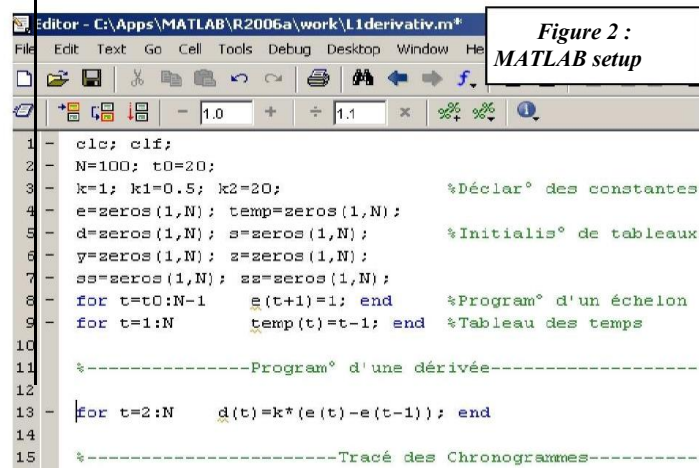 Editor - C:\Apps\MATLAB\R2006a\work\L1derivativ.m*
Figure 2 :
MATLAB setup
File Edit Text Go Cell Tools Debug Desktop Window He
- 1.0 + ÷ 1.1 ×
1 - clc; clf;
2 - N=100; t0=20;
3 - k=1; k1=0.5; k2=20; %Déclar° des constantes
4 - e=zeros(1,N); temp=zeros(1,N);
5 - d=zeros(1,N); s=zeros(1,N); %Initialis° de tableaux
6 - y=zeros(1,N); z=zeros(1,N);
7 - ss=zeros(1,N); zz=zeros(1,N);
8 - for t=t0:N-1 e(t+1)=1; end %Program° d'un échelon
9 - for t=1:N temp(t)=t-1; end %Tableau des temps
10
11 %---------------Program° d'une dérivée------------------
12
13 - for t=2:N d(t)=k*(e(t)-e(t-1)); end
14
15 %-----------------------Tracé des Chronogrammes----------